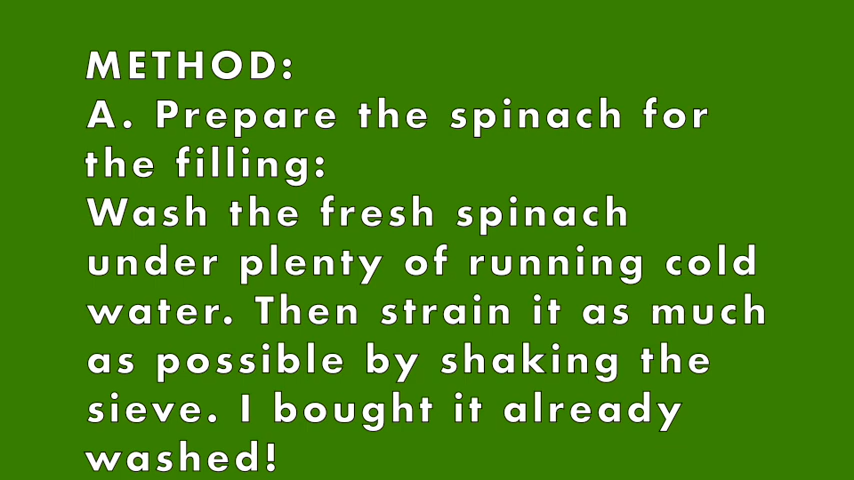 METHOD:
A. Prepare the spinach for
the filling:
Wash the fresh spinach
under plenty of running cold
water. Then strain it as much
as possible by shaking the
sieve. I bought it already
washed!